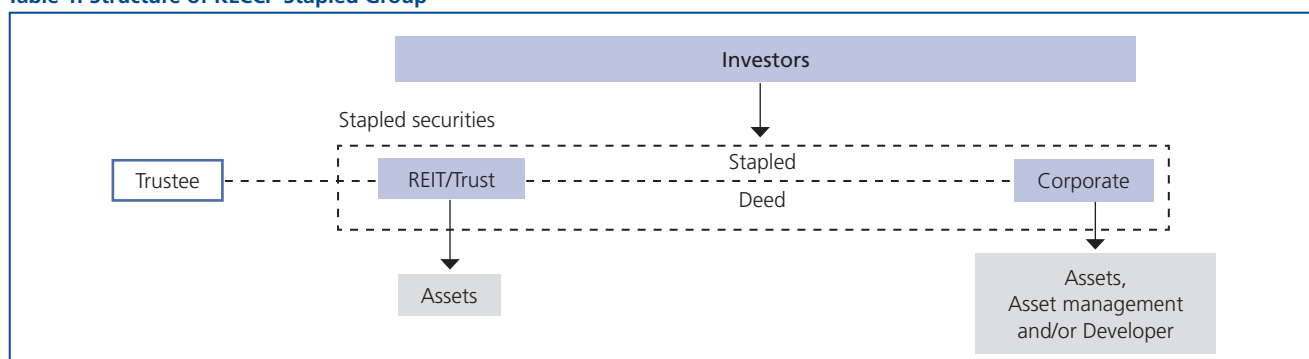 Investors
Stapled securities
Stapled
Trustee
REIT/Trust
Corporate
Deed
Assets
Assets,
Asset management
and/or Developer